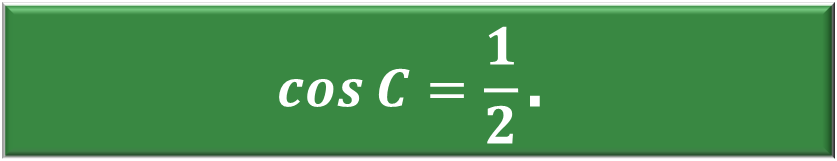 cos C = 1/2.